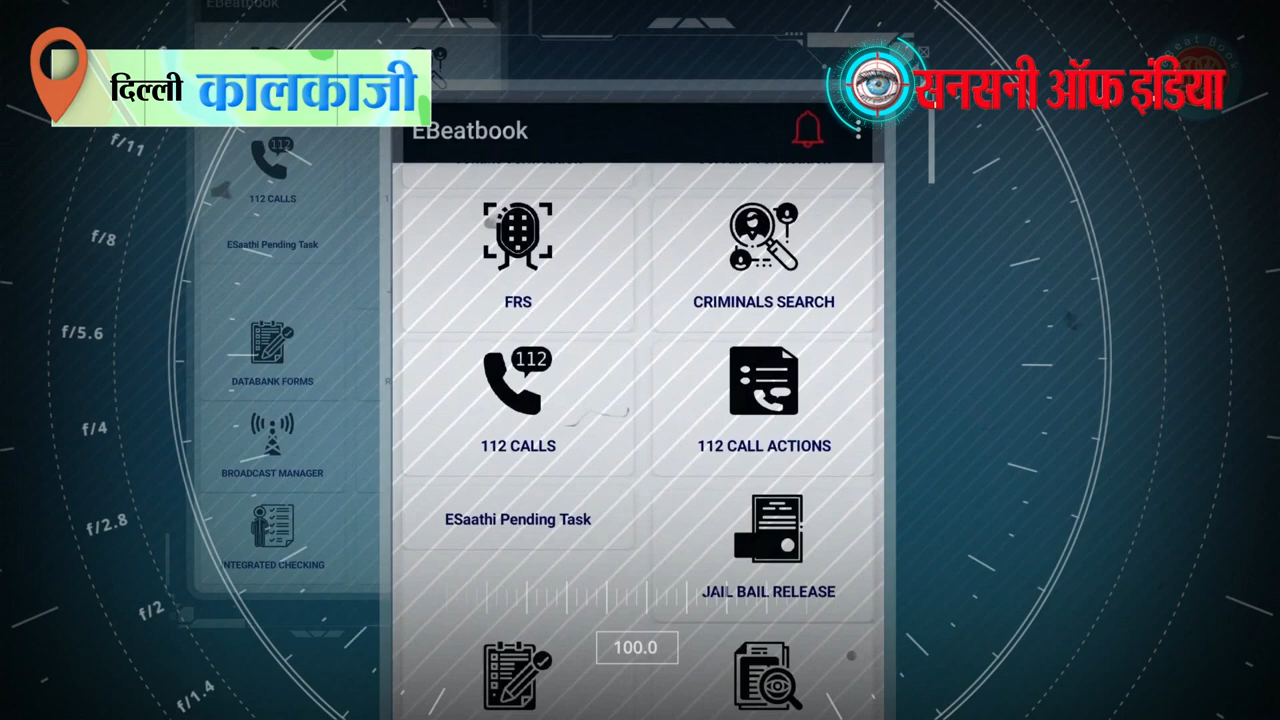 EBeatbook
दिल्ली कालकाजी
सनसनी ऑफ इंडिया
EBeatbook
f/11
f/8
f/5.6
f/4
f/2.8
f/2
f/1.4
112
112 CALLS
ESaathi Pending Task
DATABANK FORMS
BROADCAST MANAGER
NTEGRATED CHECKING
FRS
CRIMINALS SEARCH
112
112 CALLS
112 CALL ACTIONS
ESaathi Pending Task
JAIL BAIL RELEASE
100.0